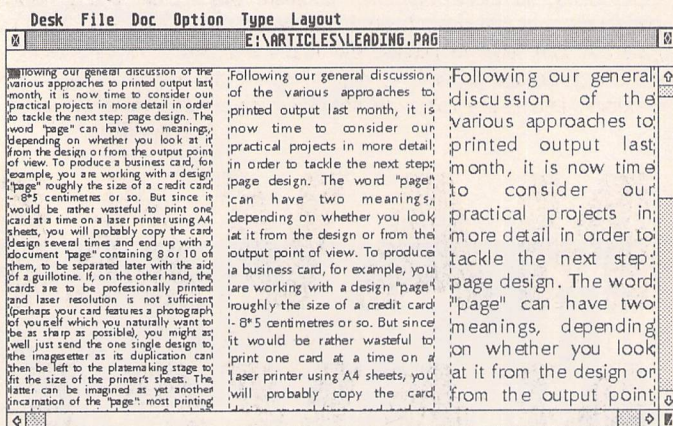 Desk File Doc Option Type Layout
E:\ARTICLES\LEADING.PAG
Following our general discussion of the
various approaches to printed output last
month, it is now time to consider our
practical projects in more detail in order
to tackle the next step: page design. The
word "page" can have two meanings,
depending on whether you look at it
from the design or from the output point
of view. To produce a business card, for
example, you are working with a design
"page" roughly the size of a credit card
- 8*5 centimetres or so. But since it
would be rather wasteful to print one
card at a time on a laser printer using A4
sheets, you will probably copy the card
design several times and end up with a
document "page" containing 8 or 10 of
them, to be separated later with the aid
of a guillotine. If, on the other hand, the
cards are to be professionally printed
and laser resolution is not sufficient
(perhaps your card features a photograph
of yourself which you naturally want to
be as sharp as possible), you might as
well just send the one single design to
the imagesetter as its duplication can
then be left to the platemaking stage to
fit the size of the printer's sheets. The
latter can be imagined as yet another
incarnation of the "page": most printing
Following our general discussion
of the various approaches to
printed output last month, it is
now time to consider our
practical projects in more detail
in order to tackle the next step:
page design. The word "page"
can have two meanings,
depending on whether you look
at it from the design or from the
output point of view. To produce
a business card, for example, you
are working with a design "page"
roughly the size of a credit card
- 8*5 centimetres or so. But since
it would be rather wasteful to
print one card at a time on a
laser printer using A4 sheets, you
will probably copy the card
design several times and end up
Following our general
discussion of the
various approaches to
printed output last
month, it is now time
to consider our
practical projects in
more detail in order to
tackle the next step:
page design. The word
"page" can have two
meanings, depending
on whether you look
at it from the design or
from the output point